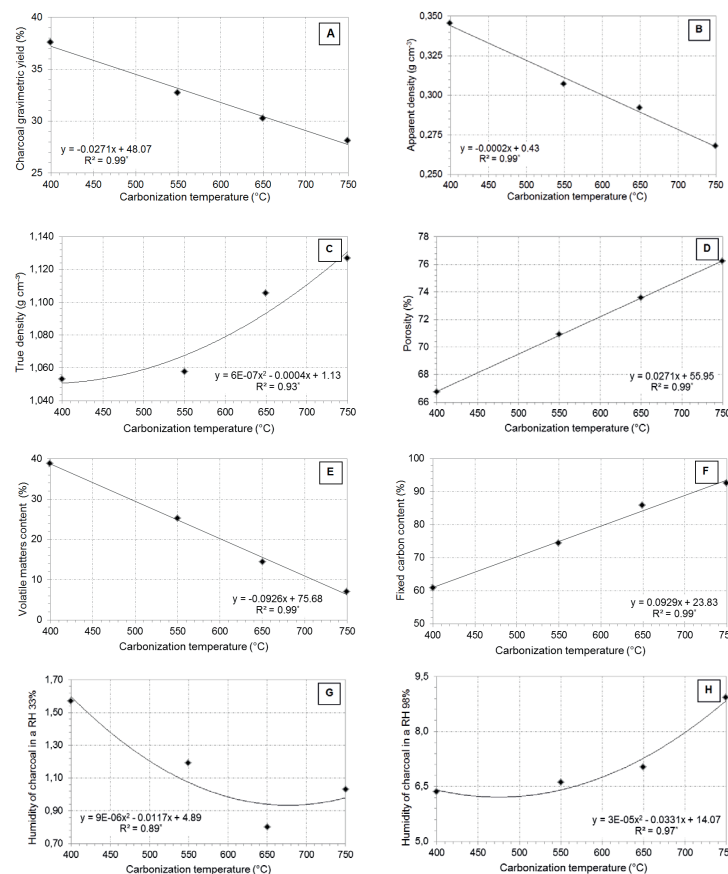 A
Charcoal gravimetric yield (%)
45
40
35
30
25
y = -0.0271x + 48.07
R² = 0.99*
400 450 500 550 600 650 700 750
Carbonization temperature (°C)
B
Apparent density (g cm⁻³)
0,350
0,325
0,300
0,275
0,250
y = -0.0002x + 0.43
R² = 0.99*
400 450 500 550 600 650 700 750
Carbonization temperature (°C)
C
True density (g cm⁻³)
1,140
1,120
1,100
1,080
1,060
1,040
y = 6E-07x² - 0.0004x + 1.13
R² = 0.93*
400 450 500 550 600 650 700 750
Carbonization temperature (°C)
D
Porosity (%)
78
76
74
72
70
68
66
y = 0.0271x + 55.95
R² = 0.99*
400 450 500 550 600 650 700 750
Carbonization temperature (°C)
E
Volatile matters content (%)
40
30
20
10
0
y = -0.0926x + 75.68
R² = 0.99*
400 450 500 550 600 650 700 750
Carbonization temperature (°C)
F
Fixed carbon content (%)
100
90
80
70
60
50
y = 0.0929x + 23.83
R² = 0.99*
400 450 500 550 600 650 700 750
Carbonization temperature (°C)
G
Humidity of charcoal in a RH 33%
1,70
1,50
1,30
1,10
0,90
0,70
y = 9E-06x² - 0.0117x + 4.89
R² = 0.89*
400 450 500 550 600 650 700 750
Carbonization temperature (°C)
H
Humidity of charcoal in a RH 98%
9,5
8,0
6,5
5,0
y = 3E-05x² - 0.0331x + 14.07
R² = 0.97*
400 450 500 550 600 650 700 750
Carbonization temperature (°C)